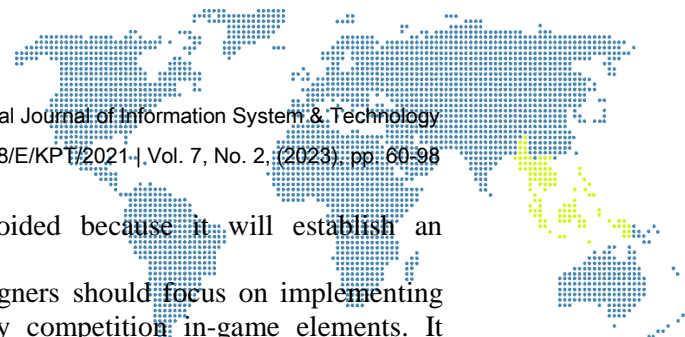 al Journal of Information System & Technology
8/E/KPT/2021 | Vol. 7, No. 2, (2023), pp. 60-98
oided because it will establish an
gners should focus on implementing
y competition in-game elements. It